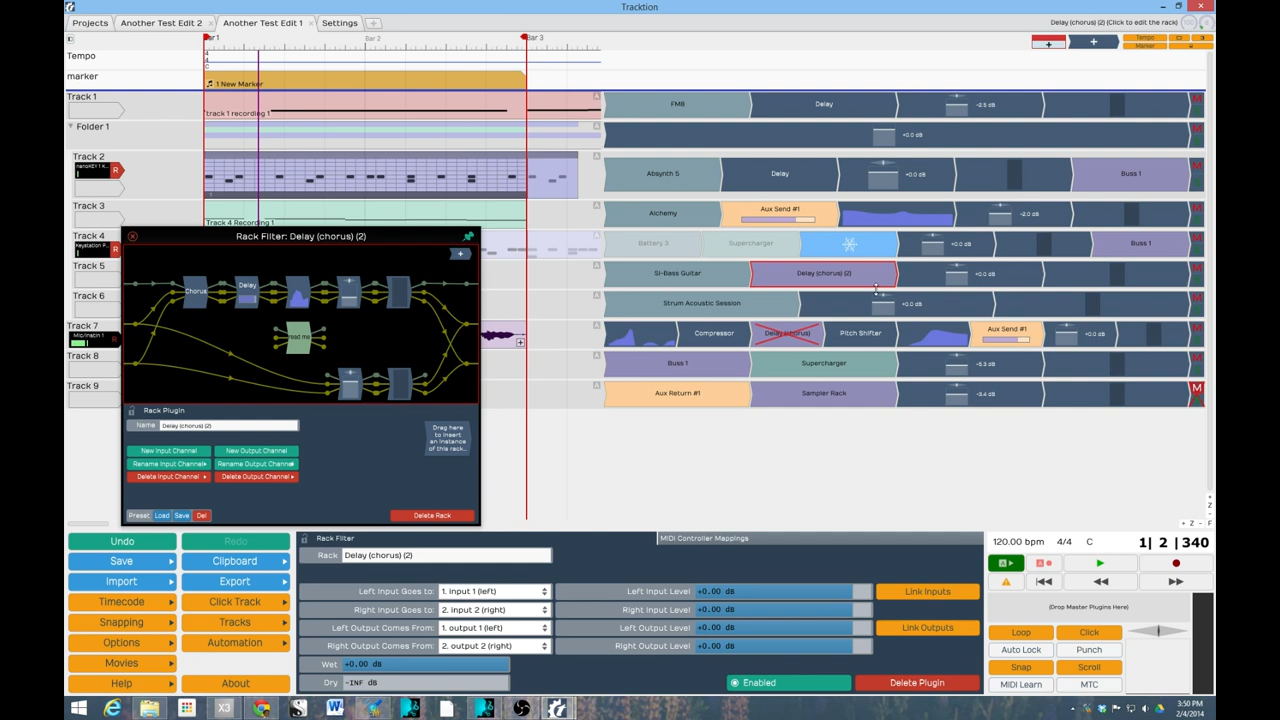 Tracktion
Projects
Another Test Edit 2
Another Test Edit 1
Settings
Delay (chorus) (2) (Click to edit the rack)
Bar 2
Bar 3
Tempo
Marker
Tempo
marker
1 New Marker
Track 1
track 1 recording 1
FM8
Delay
-2.5 dB
Folder 1
+0.0 dB
Track 2
nanoKEY 1 K...
R
Absynth 5
Delay
+0.0 dB
Buss 1
Track 3
Track 4 Recording 1
Alchemy
Aux Send #1
-2.0 dB
Track 4
Keystation P...
R
Battery 3
Supercharger
+0.0 dB
Buss 1
Track 5
SI-Bass Guitar
Delay (chorus) (2)
+0.0 dB
Track 6
Strum Acoustic Session
+0.0 dB
Track 7
Mic/Inst 1
R
Compressor
Delay (chorus)
Pitch Shifter
Aux Send #1
+0.0 dB
Track 8
Buss 1
Supercharger
-5.3 dB
Track 9
Aux Return #1
Sampler Rack
-3.4 dB
M
Rack Filter: Delay (chorus) (2)
Chorus
Delay
read me
Rack Plugin
Name
Delay (chorus) (2)
Drag here
to insert
an instance
of this rack...
New Input Channel
New Output Channel
Rename Input Channel
Rename Output Channel
Delete Input Channel
Delete Output Channel
Preset:
Load
Save
Del
Delete Rack
+ Z - F
Undo
Redo
Save
Clipboard
Import
Export
Timecode
Click Track
Snapping
Tracks
Options
Automation
Movies
Help
About
Rack Filter
MIDI Controller Mappings
Rack
Delay (chorus) (2)
Left Input Goes to:
1. input 1 (left)
Left Input Level
+0.00 dB
Link Inputs
Right Input Goes to:
2. input 2 (right)
Right Input Level
+0.00 dB
Left Output Comes From:
1. output 1 (left)
Left Output Level
+0.00 dB
Link Outputs
Right Output Comes From:
2. output 2 (right)
Right Output Level
+0.00 dB
Wet
+0.00 dB
Dry
-INF dB
Enabled
Delete Plugin
120.00 bpm
4/4
C
1| 2 | 340
(Drop Master Plugins Here)
Loop
Click
Auto Lock
Punch
Snap
Scroll
MIDI Learn
MTC
X3
3:50 PM
2/4/2014